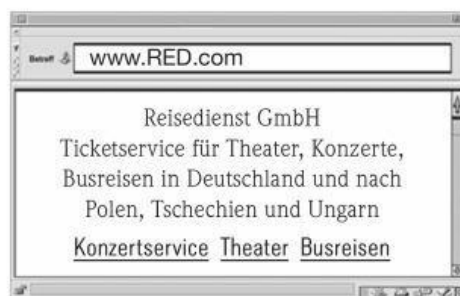 Betreff www.RED.com
Reisedienst GmbH
Ticketservice für Theater, Konzerte,
Busreisen in Deutschland und nach
Polen, Tschechien und Ungarn
Konzertservice Theater Busreisen